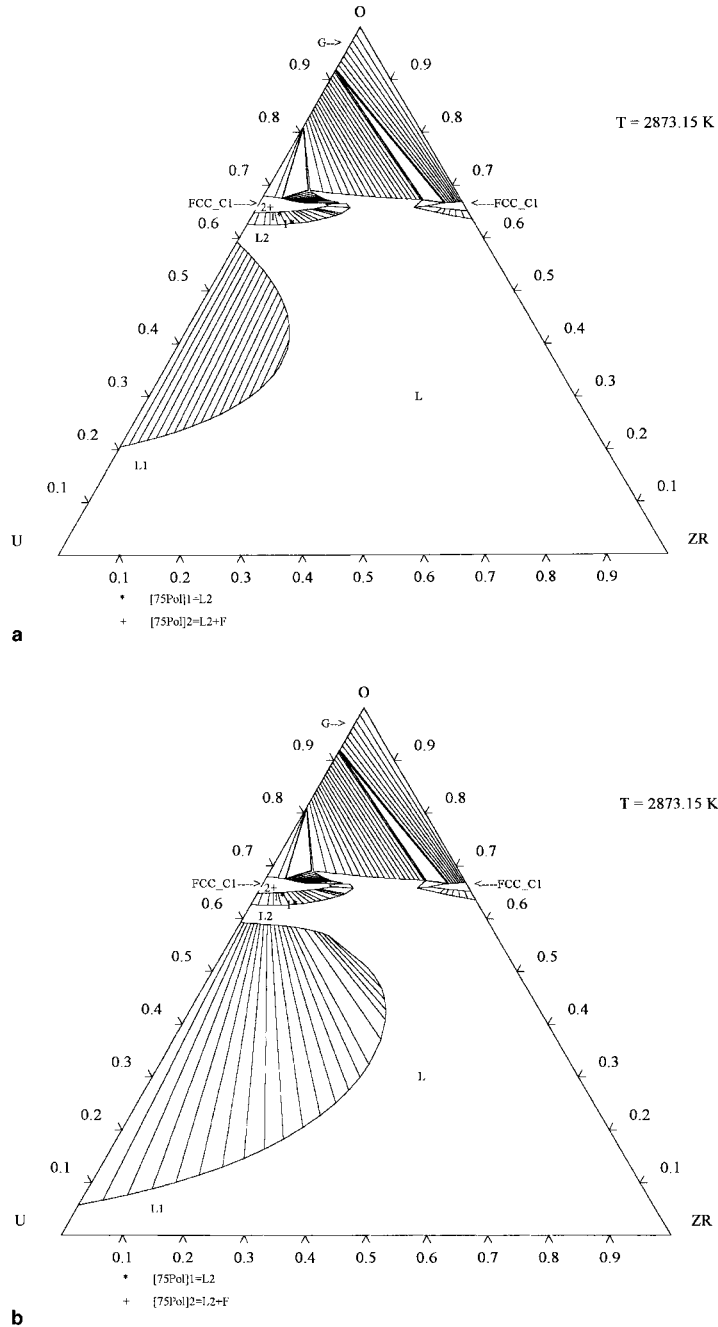 O
G-->
0.9
0.9
0.8
0.8
T = 2873.15 K
0.7
0.7
FCC_C1---->
<----FCC_C1
2+
0.6
0.6
1*
L2
0.5
0.5
0.4
0.4
0.3
0.3
L
0.2
0.2
L1
0.1
0.1
U
ZR
0.1 0.2 0.3 0.4 0.5 0.6 0.7 0.8 0.9
* [75Pol]1=L2
+ [75Pol]2=L2+F
a
O
G-->
0.9
0.9
0.8
0.8
T = 2873.15 K
0.7
0.7
FCC_C1---->
<----FCC_C1
2+
0.6
0.6
1*
L2
0.5
0.5
0.4
0.4
0.3
0.3
L
0.2
0.2
0.1
0.1
L1
U
ZR
0.1 0.2 0.3 0.4 0.5 0.6 0.7 0.8 0.9
* [75Pol]1=L2
+ [75Pol]2=L2+F
b